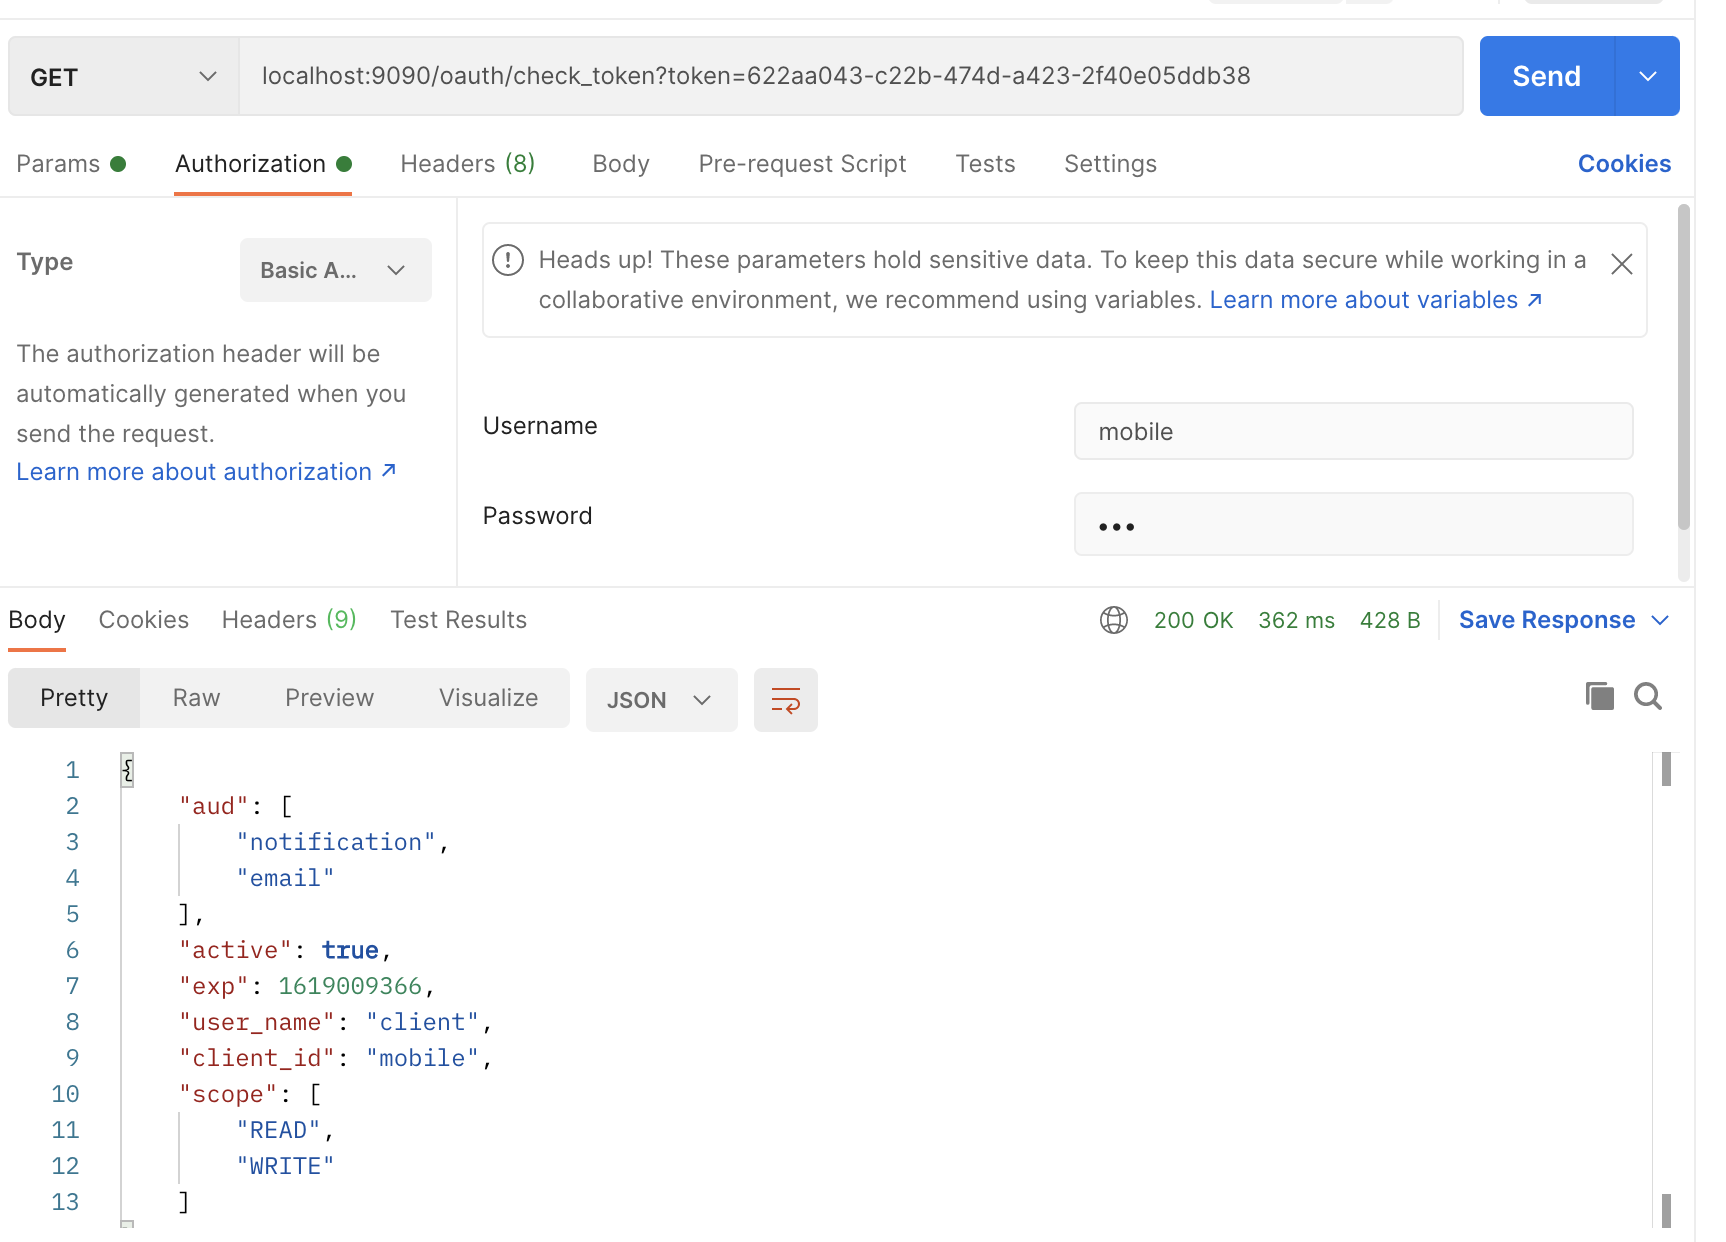 GET localhost:9090/oauth/check_token?token=622aa043-c22b-474d-a423-2f40e05ddb38 Send
Params Authorization Headers (8) Body Pre-request Script Tests Settings Cookies
Type Basic A...
The authorization header will be
automatically generated when you
send the request.
Learn more about authorization ↗
Heads up! These parameters hold sensitive data. To keep this data secure while working in a
collaborative environment, we recommend using variables. Learn more about variables ↗
Username mobile
Password •••
Body Cookies Headers (9) Test Results 200 OK 362 ms 428 B Save Response
Pretty Raw Preview Visualize JSON
1 {
2 "aud": [
3 "notification",
4 "email"
5 ],
6 "active": true,
7 "exp": 1619009366,
8 "user_name": "client",
9 "client_id": "mobile",
10 "scope": [
11 "READ",
12 "WRITE"
13 ]